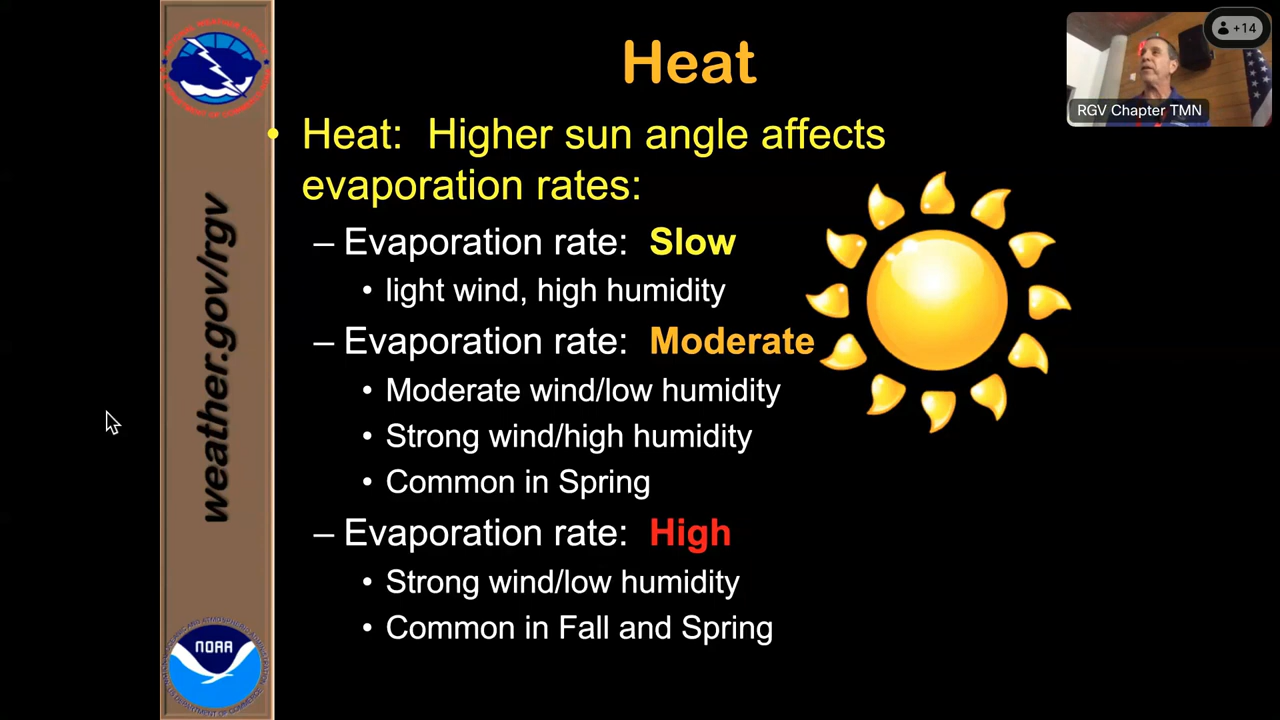 Heat
+14
RGV Chapter TMN
• Heat: Higher sun angle affects
evaporation rates:
– Evaporation rate: Slow
• light wind, high humidity
– Evaporation rate: Moderate
• Moderate wind/low humidity
• Strong wind/high humidity
• Common in Spring
– Evaporation rate: High
• Strong wind/low humidity
• Common in Fall and Spring
weather.gov/rgv
NOAA